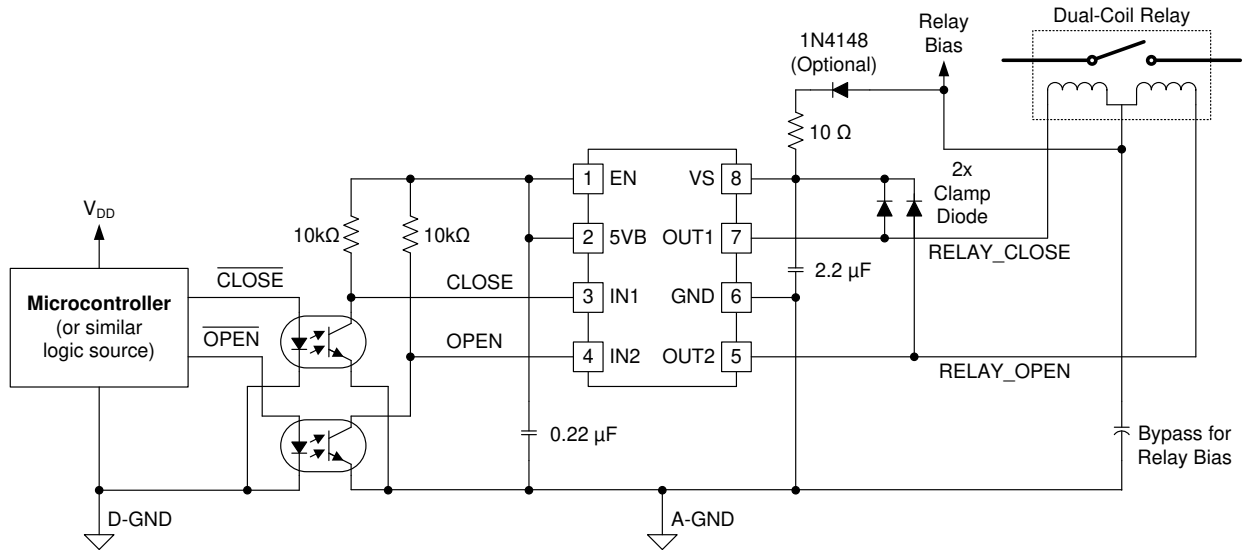 Dual-Coil Relay
Relay
Bias
1N4148
(Optional)
10 Ω
1
EN
VS
8
2x
Clamp
Diode
V_DD
10kΩ
10kΩ
2
5VB
OUT1
7
RELAY_CLOSE
Microcontroller
(or similar
logic source)
C̅L̅O̅S̅E̅
CLOSE
3
IN1
GND
6
2.2 µF
O̅P̅E̅N̅
OPEN
4
IN2
OUT2
5
RELAY_OPEN
0.22 µF
Bypass for
Relay Bias
D-GND
A-GND